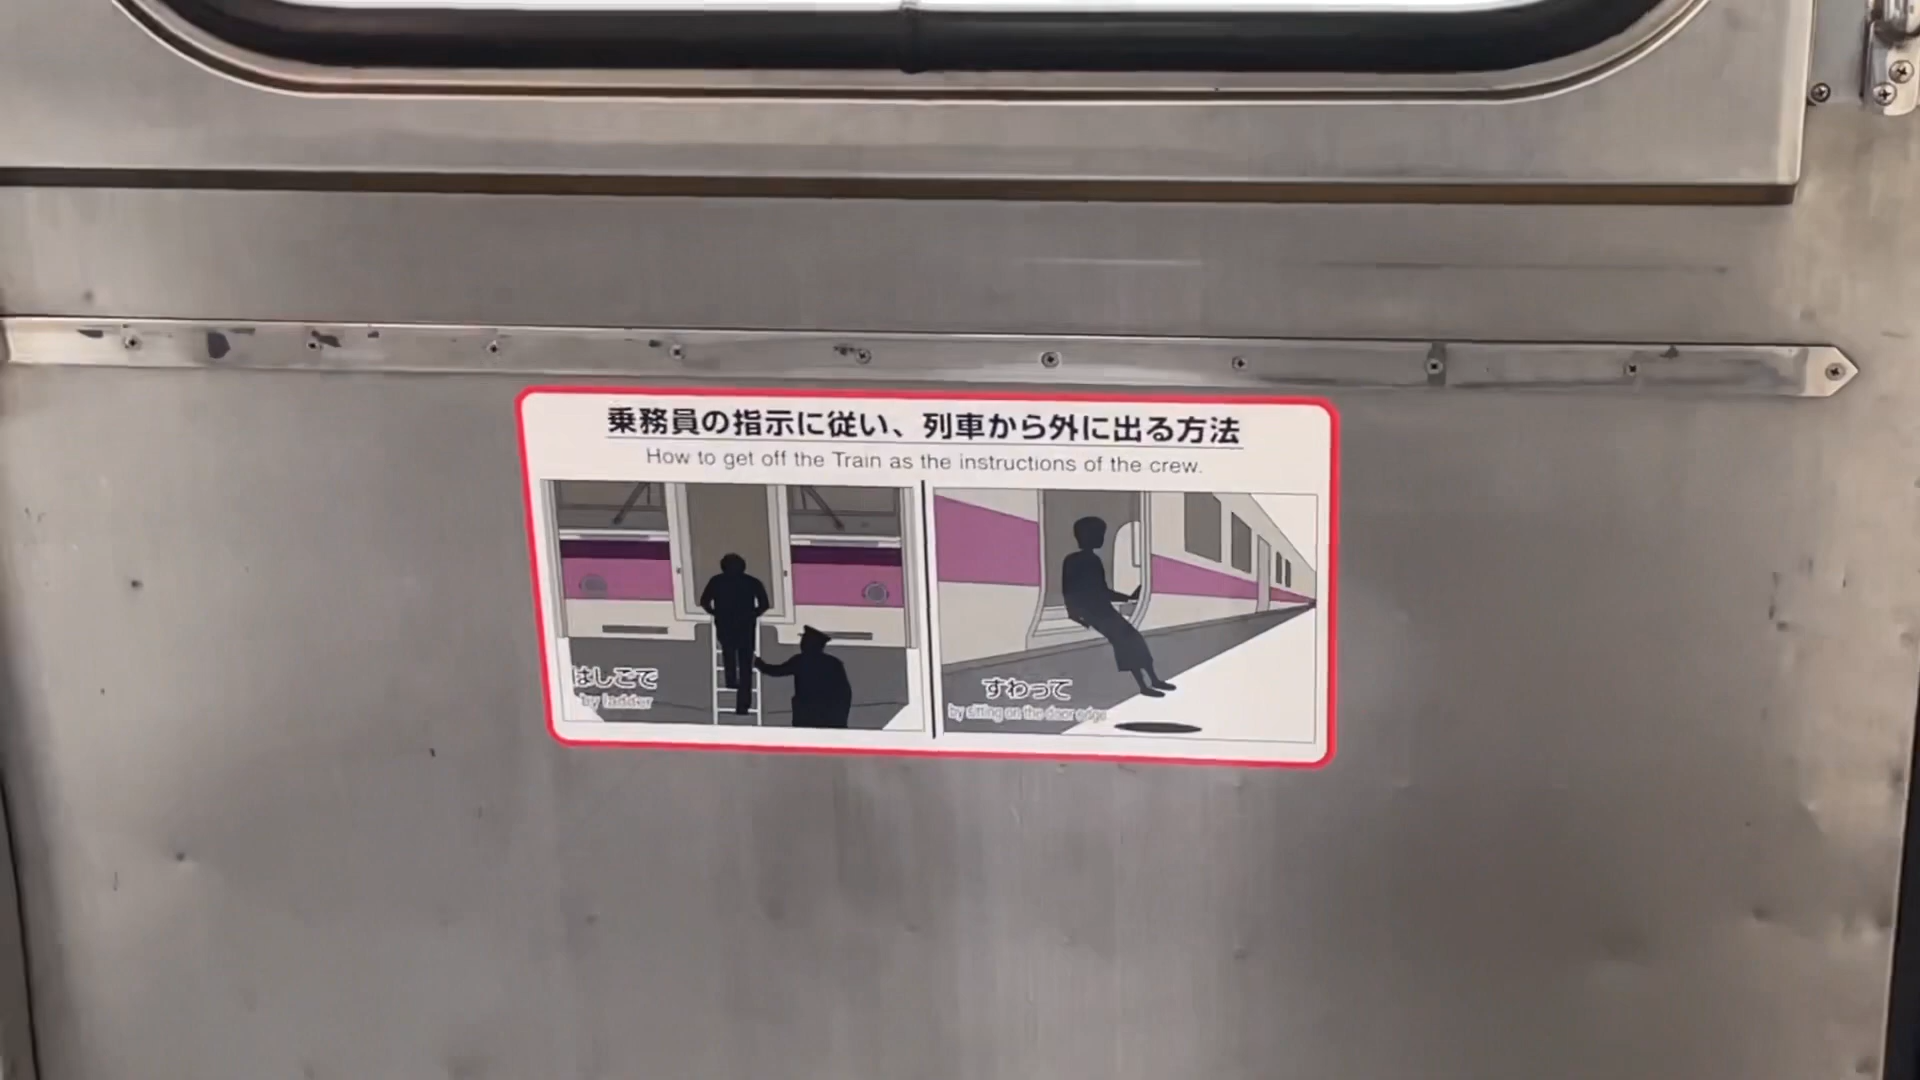 乗務員の指示に従い、列車から外に出る方法
How to get off the Train as the instructions of the crew.
はしごで
by ladder
すわって
by sitting on the door edge